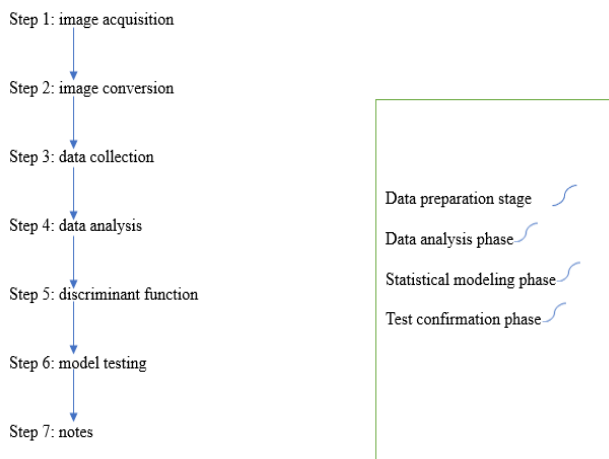 Step 1: image acquisition
Step 2: image conversion
Step 3: data collection
Step 4: data analysis
Step 5: discriminant function
Step 6: model testing
Step 7: notes
Data preparation stage
Data analysis phase
Statistical modeling phase
Test confirmation phase